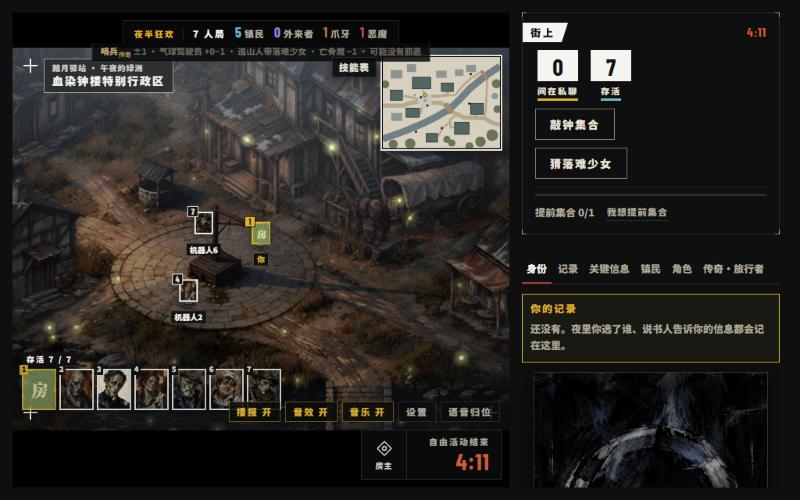 夜半狂欢 7 人局 5 镇民 0 外来者 1 爪牙 1 恶魔
哨兵 传奇 ±1 · 气球驾驶员 +0~1 · 巡山人带落难少女 · 亡骨魔 −1 · 可能没有邪恶
黯月驿站 · 午夜的绿洲
血染钟楼特别行政区
技能表
7
机器人6
1
房
你
4
机器人2
存活 7 / 7
1 2 3 4 5 6 7
房
播报 开 音效 开 音乐 开 设置 语音归位
房主
自由活动结束
4:11
街上 4:11
0 7
间在私聊 存活
敲钟集合
猜落难少女
提前集合 0/1 我想提前集合
身份 记录 关键信息 镇民 角色 传奇 · 旅行者
你的记录
还没有。夜里你选了谁、说书人告诉你的信息都会记
在这里。